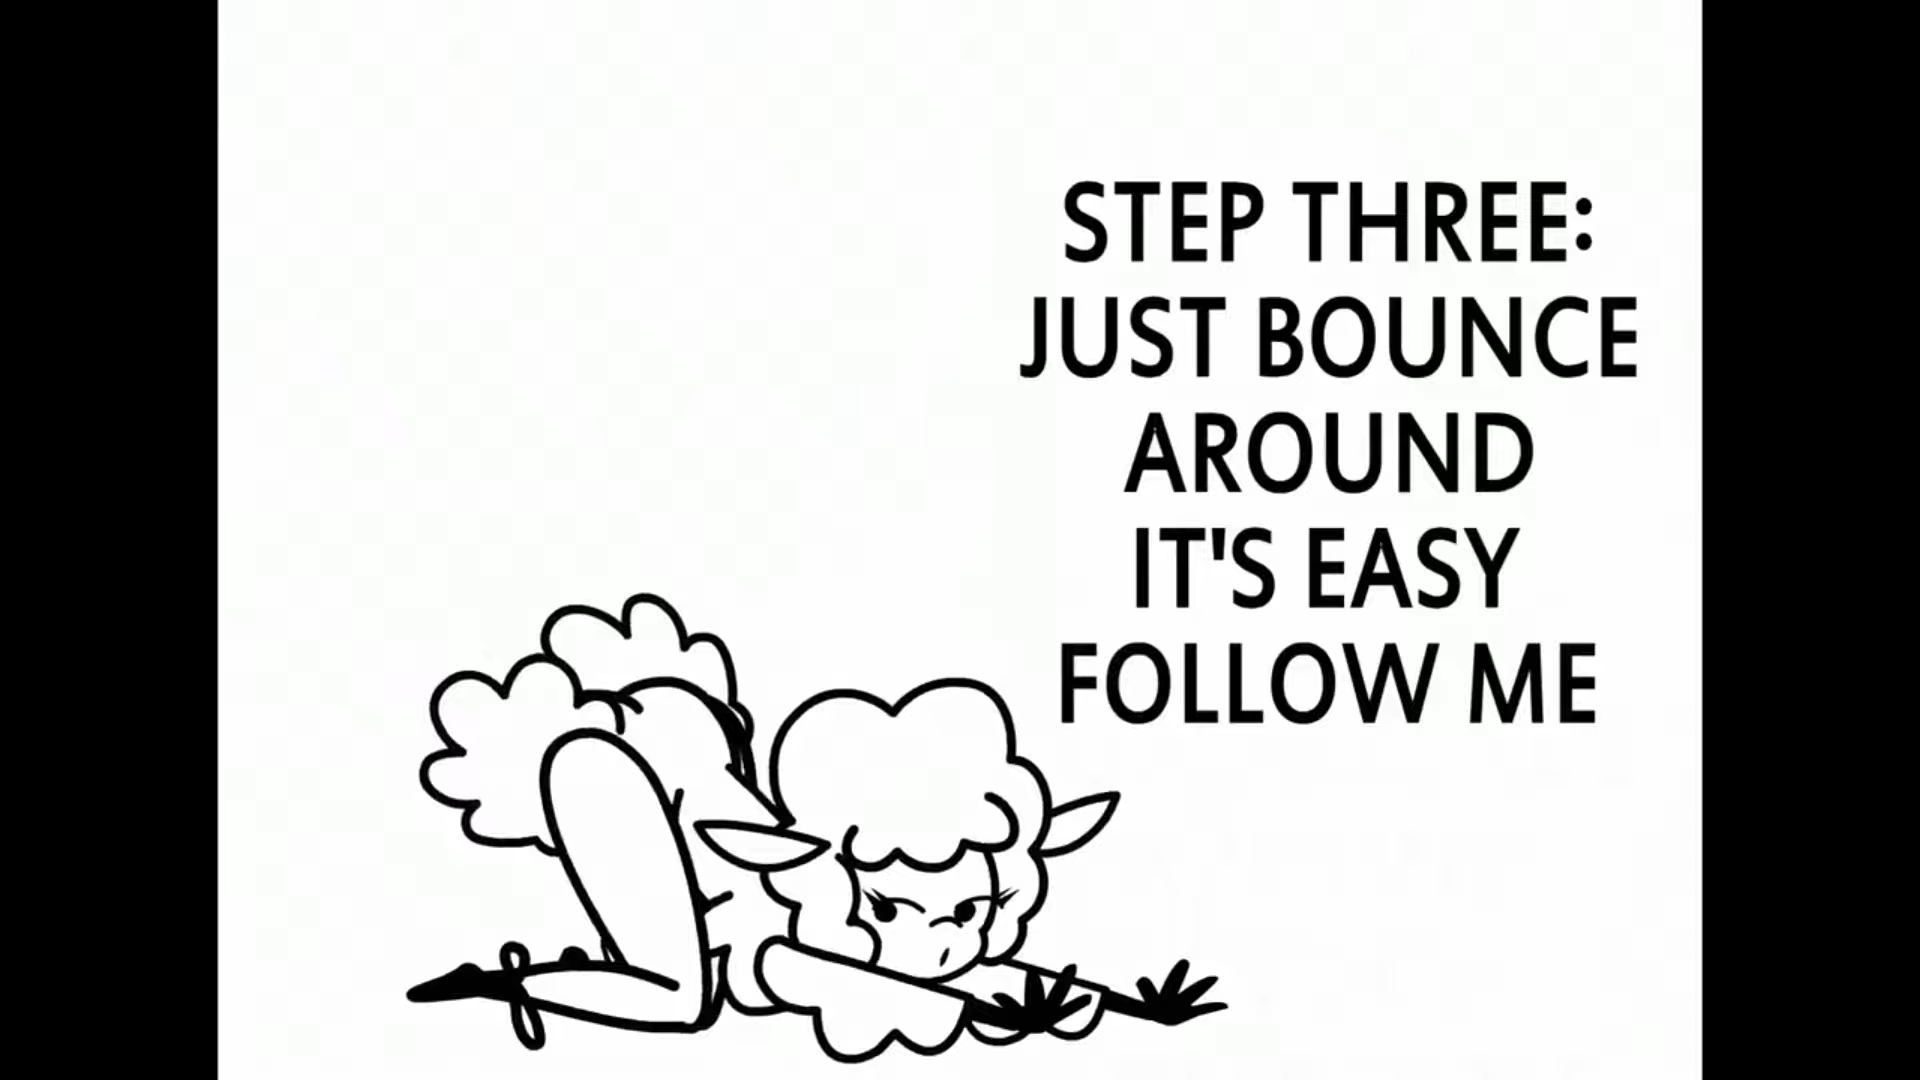 STEP THREE:
JUST BOUNCE
AROUND
IT'S EASY
FOLLOW ME